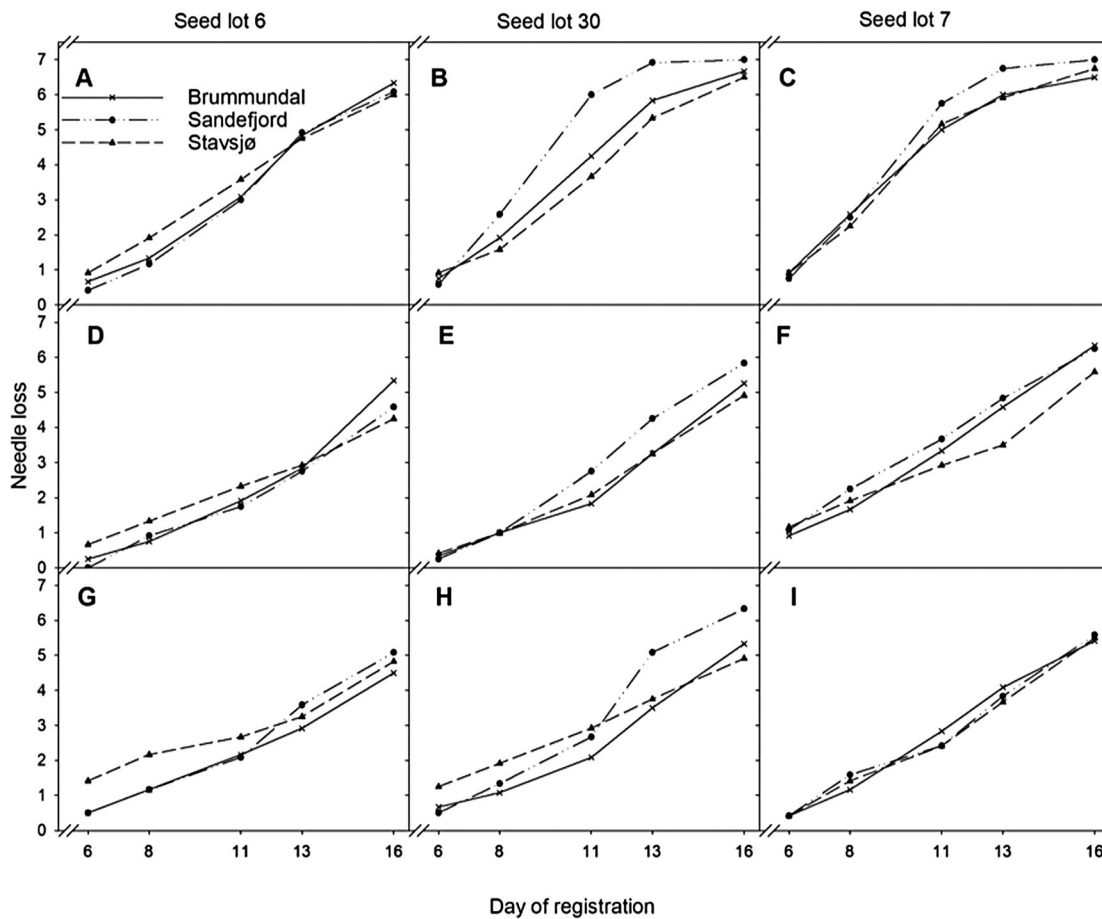 Seed lot 6 Seed lot 30 Seed lot 7
A B C
Brummundal
Sandefjord
Stavsjø
7
6
5
4
3
2
1
0
D E F
7
6
5
4
3
2
1
0
Needle loss
G H I
7
6
5
4
3
2
1
0
6 8 11 13 16 6 8 11 13 16 6 8 11 13 16
Day of registration